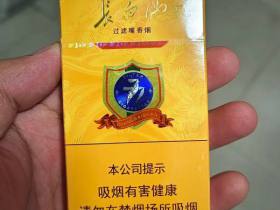 长白山
过滤嘴香烟
本公司提示
吸烟有害健康
请勿在禁烟场所吸烟